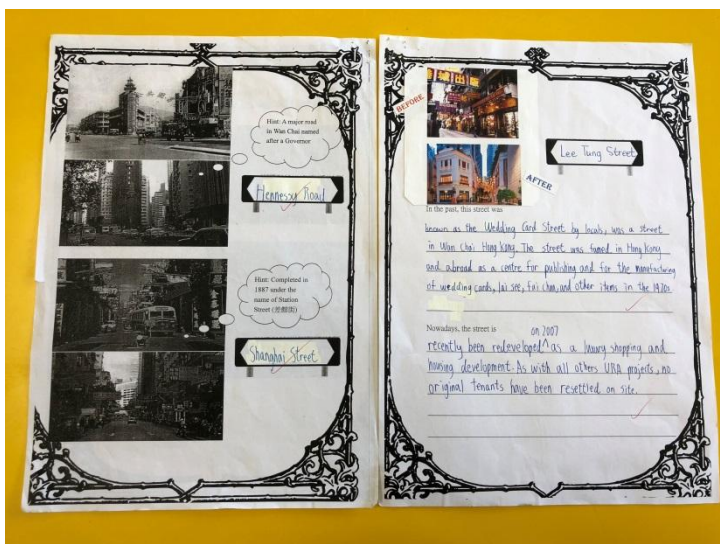 Hint: A major road
in Wan Chai named
after a Governor
Hennessy Road
Hint: Completed in
1887 under the
name of Station
Street (差館街)
Shanghai Street
BEFORE
AFTER
Lee Tung Street
In the past, this street was
known as the Wedding Card Street by locals, was a street
in Wan Chai Hong Kong. The street was famed in Hong Kong
and abroad as a centre for publishing and for the manufacturing
of wedding cards, lai see, fai chun, and other items in the 1970s.
Nowadays, the street is
on 2007
recently been redeveloped ^ as a luxury shopping and
housing development. As with all others URA projects, no
original tenants have been resettled on site.